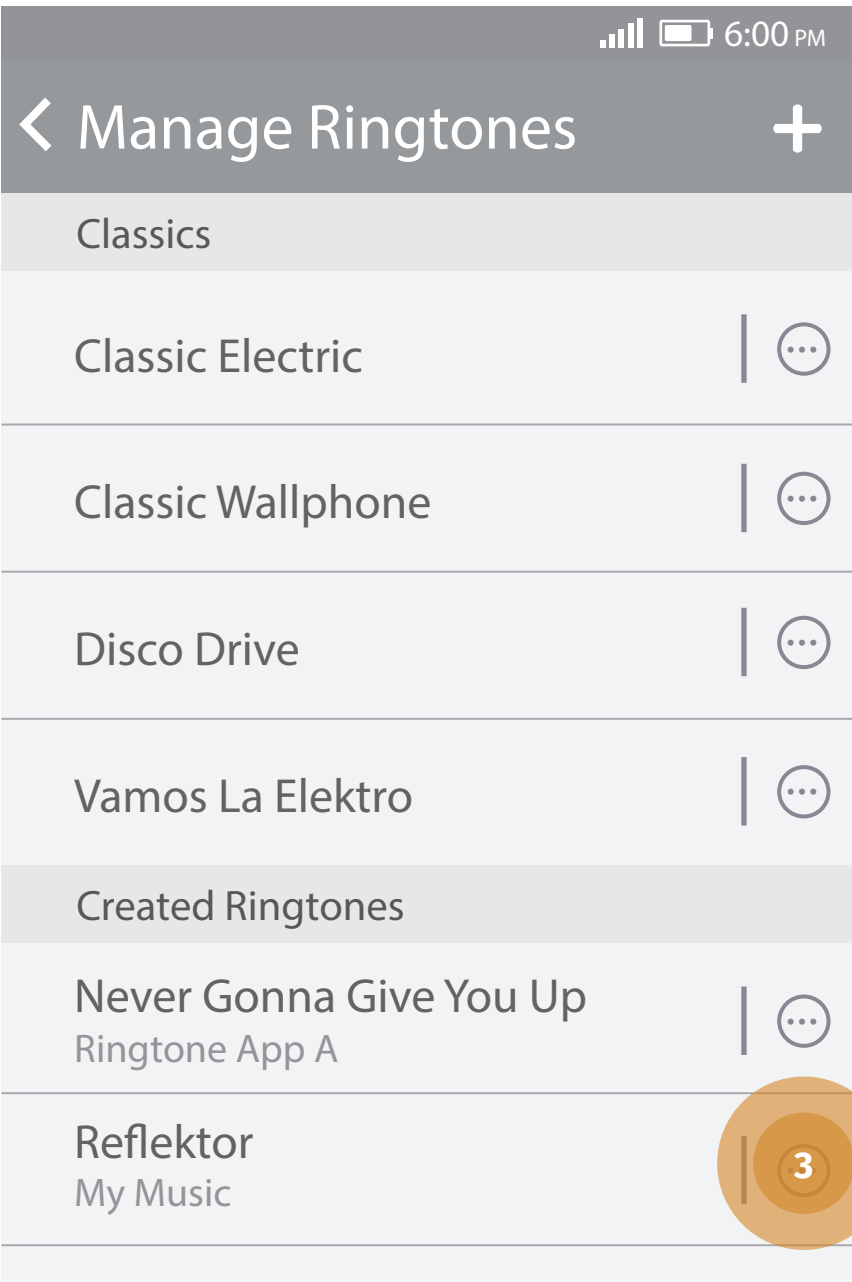 6:00 PM
Manage Ringtones
Classics
Classic Electric
Classic Wallphone
Disco Drive
Vamos La Elektro
Created Ringtones
Never Gonna Give You Up
Ringtone App A
Reflektor
My Music
3